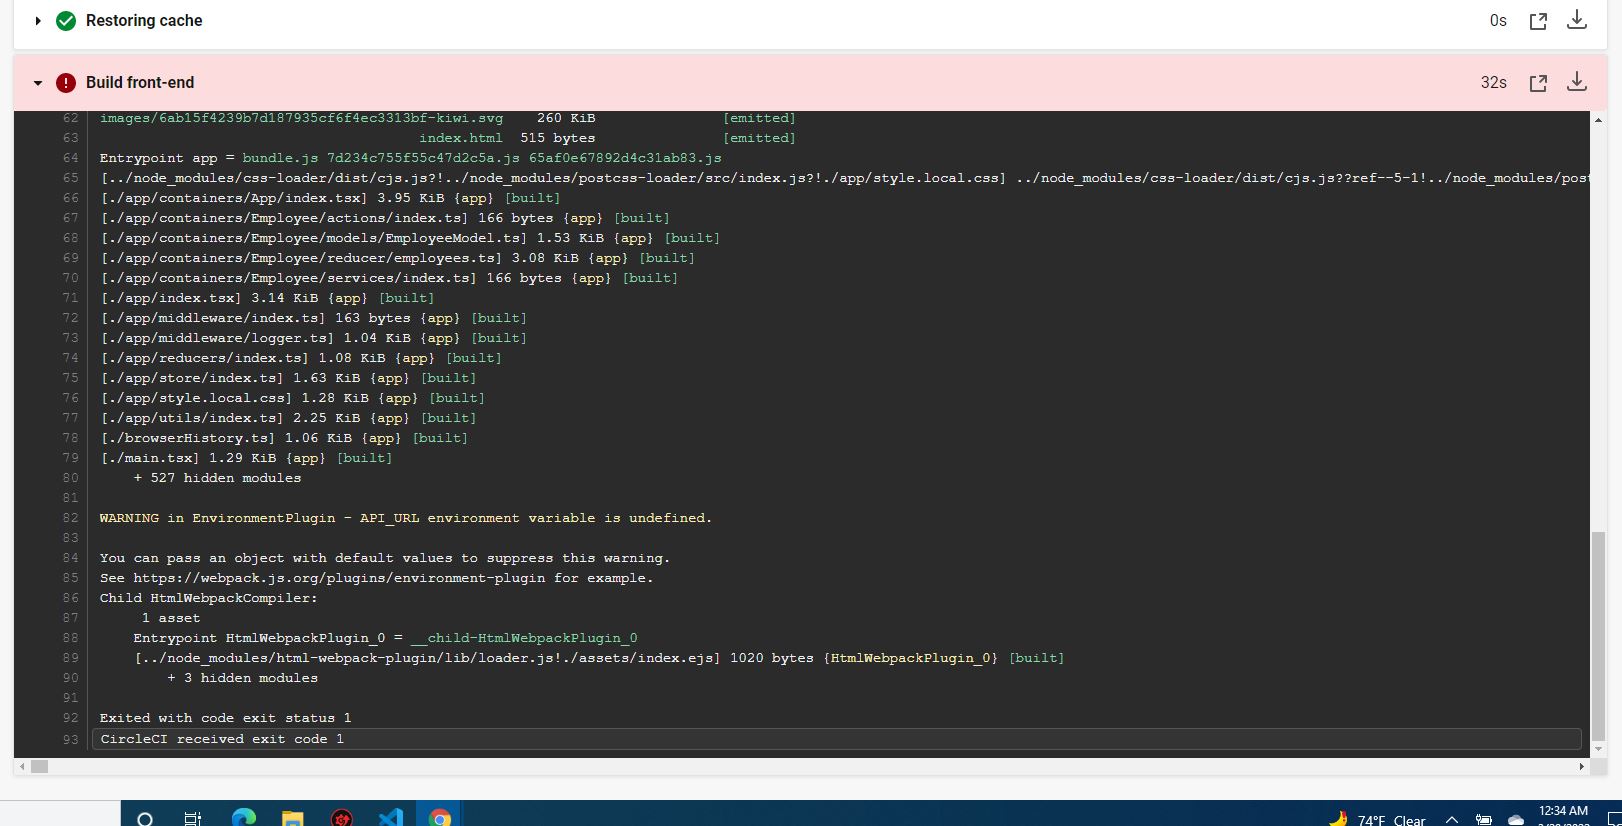 Restoring cache 0s
Build front-end 32s
62 images/6ab15f4239b7d187935cf6f4ec3313bf-kiwi.svg 260 KiB [emitted]
63 index.html 515 bytes [emitted]
64 Entrypoint app = bundle.js 7d234c755f55c47d2c5a.js 65af0e67892d4c31ab83.js
65 [../node_modules/css-loader/dist/cjs.js?!../node_modules/postcss-loader/src/index.js?!./app/style.local.css] ../node_modules/css-loader/dist/cjs.js??ref--5-1!../node_modules/post
66 [./app/containers/App/index.tsx] 3.95 KiB {app} [built]
67 [./app/containers/Employee/actions/index.ts] 166 bytes {app} [built]
68 [./app/containers/Employee/models/EmployeeModel.ts] 1.53 KiB {app} [built]
69 [./app/containers/Employee/reducer/employees.ts] 3.08 KiB {app} [built]
70 [./app/containers/Employee/services/index.ts] 166 bytes {app} [built]
71 [./app/index.tsx] 3.14 KiB {app} [built]
72 [./app/middleware/index.ts] 163 bytes {app} [built]
73 [./app/middleware/logger.ts] 1.04 KiB {app} [built]
74 [./app/reducers/index.ts] 1.08 KiB {app} [built]
75 [./app/store/index.ts] 1.63 KiB {app} [built]
76 [./app/style.local.css] 1.28 KiB {app} [built]
77 [./app/utils/index.ts] 2.25 KiB {app} [built]
78 [./browserHistory.ts] 1.06 KiB {app} [built]
79 [./main.tsx] 1.29 KiB {app} [built]
80 + 527 hidden modules
81
82 WARNING in EnvironmentPlugin - API_URL environment variable is undefined.
83
84 You can pass an object with default values to suppress this warning.
85 See https://webpack.js.org/plugins/environment-plugin for example.
86 Child HtmlWebpackCompiler:
87 1 asset
88 Entrypoint HtmlWebpackPlugin_0 = __child-HtmlWebpackPlugin_0
89 [../node_modules/html-webpack-plugin/lib/loader.js!./assets/index.ejs] 1020 bytes {HtmlWebpackPlugin_0} [built]
90 + 3 hidden modules
91
92 Exited with code exit status 1
93 CircleCI received exit code 1
74°F Clear
12:34 AM